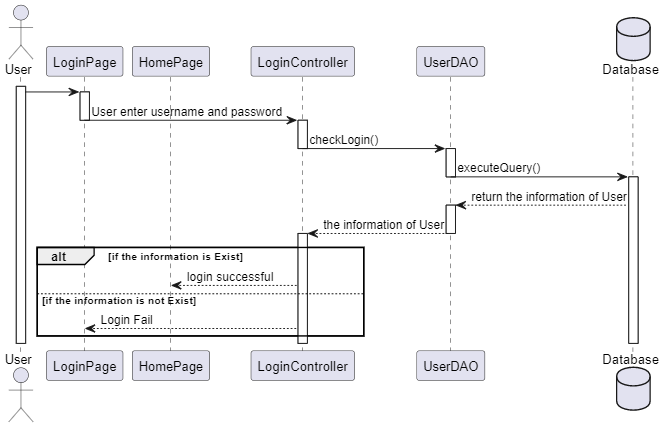 User
LoginPage
HomePage
LoginController
UserDAO
Database
User enter username and password
checkLogin()
executeQuery()
return the information of User
the information of User
alt
[if the information is Exist]
login successful
[if the information is not Exist]
Login Fail
User
LoginPage
HomePage
LoginController
UserDAO
Database